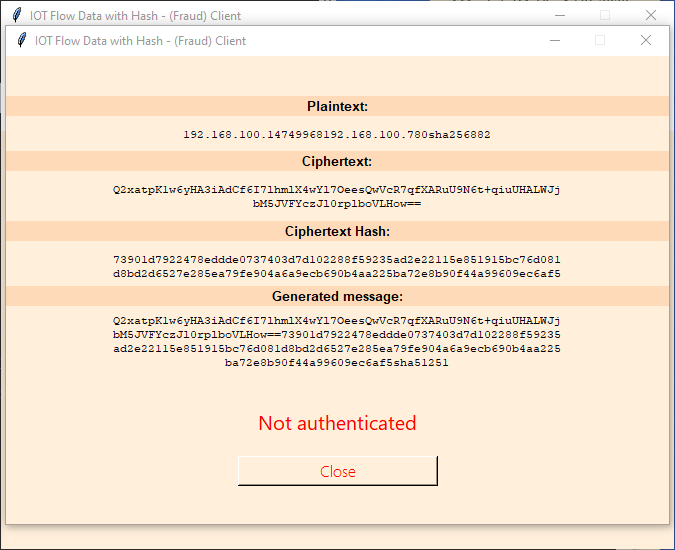 IOT Flow Data with Hash - (Fraud) Client
IOT Flow Data with Hash - (Fraud) Client
Plaintext:
192.168.100.14749968192.168.100.780sha256882
Ciphertext:
Q2xatpK1w6yHA3iAdCf6I7lhmlX4wYl7OeesQwVcR7qfXARuU9N6t+qiuUHALWJj
bM5JVFYczJl0rplboVLHow==
Ciphertext Hash:
73901d7922478eddde0737403d7d102288f59235ad2e22115e851915bc76d081
d8bd2d6527e285ea79fe904a6a9ecb690b4aa225ba72e8b90f44a99609ec6af5
Generated message:
Q2xatpK1w6yHA3iAdCf6I7lhmlX4wYl7OeesQwVcR7qfXARuU9N6t+qiuUHALWJj
bM5JVFYczJl0rplboVLHow==73901d7922478eddde0737403d7d102288f59235
ad2e22115e851915bc76d081d8bd2d6527e285ea79fe904a6a9ecb690b4aa225
ba72e8b90f44a99609ec6af5sha51251
Not authenticated
Close